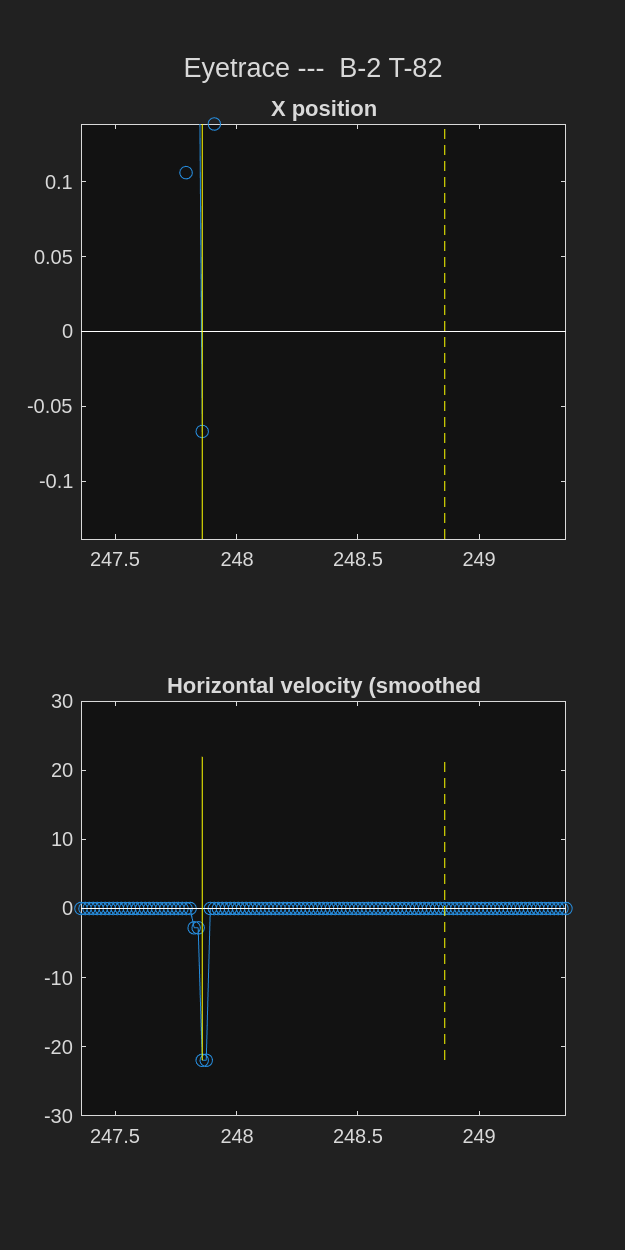 Eyetrace ---  B-2 T-82
X position
0.1
0.05
0
-0.05
-0.1
247.5 248 248.5 249
Horizontal velocity (smoothed
30
20
10
0
-10
-20
-30
247.5 248 248.5 249